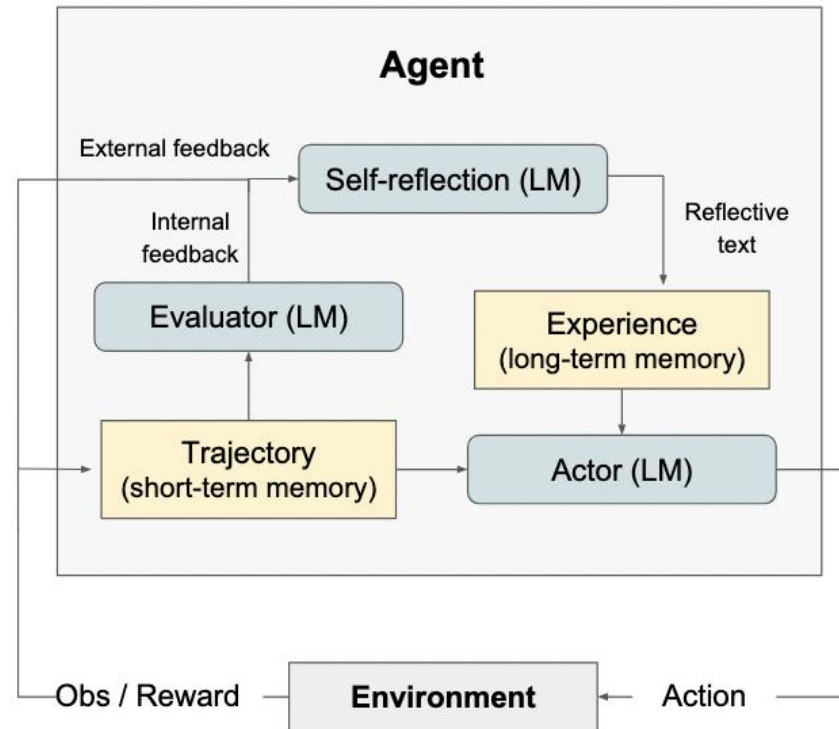 Agent
External feedback
Self-reflection (LM)
Internal
feedback
Reflective
text
Evaluator (LM)
Experience
(long-term memory)
Trajectory
(short-term memory)
Actor (LM)
Obs / Reward
Environment
Action